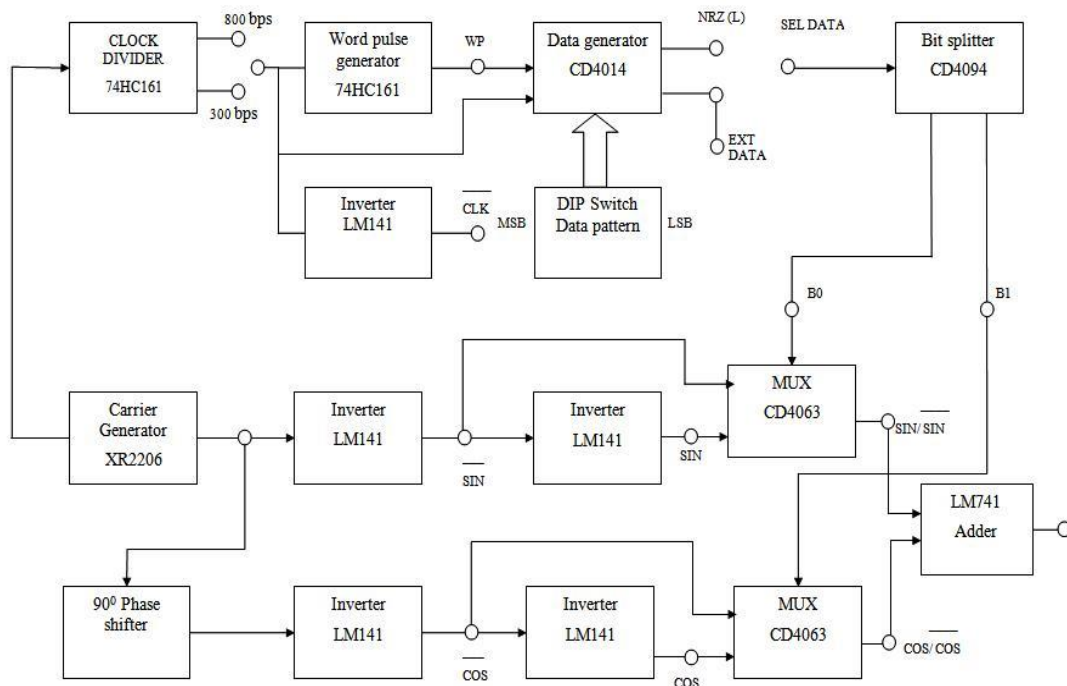 800 bps
CLOCK
DIVIDER
74HC161
300 bps
Word pulse
generator
74HC161
WP
Data generator
CD4014
NRZ (L)
EXT
DATA
SEL DATA
Bit splitter
CD4094
Inverter
LM141
CLK
MSB
DIP Switch
Data pattern
LSB
B0
B1
Carrier
Generator
XR2206
Inverter
LM141
SIN
Inverter
LM141
SIN
MUX
CD4063
SIN/SIN
LM741
Adder
90⁰ Phase
shifter
Inverter
LM141
COS
Inverter
LM141
COS
MUX
CD4063
COS/COS